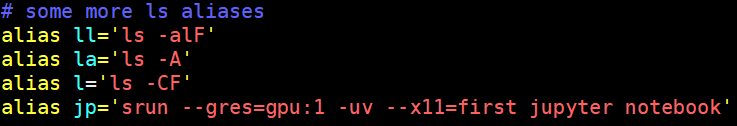 # some more ls aliases
alias ll='ls -alF'
alias la='ls -A'
alias l='ls -CF'
alias jp='srun --gres=gpu:1 -uv --x11=first jupyter notebook'